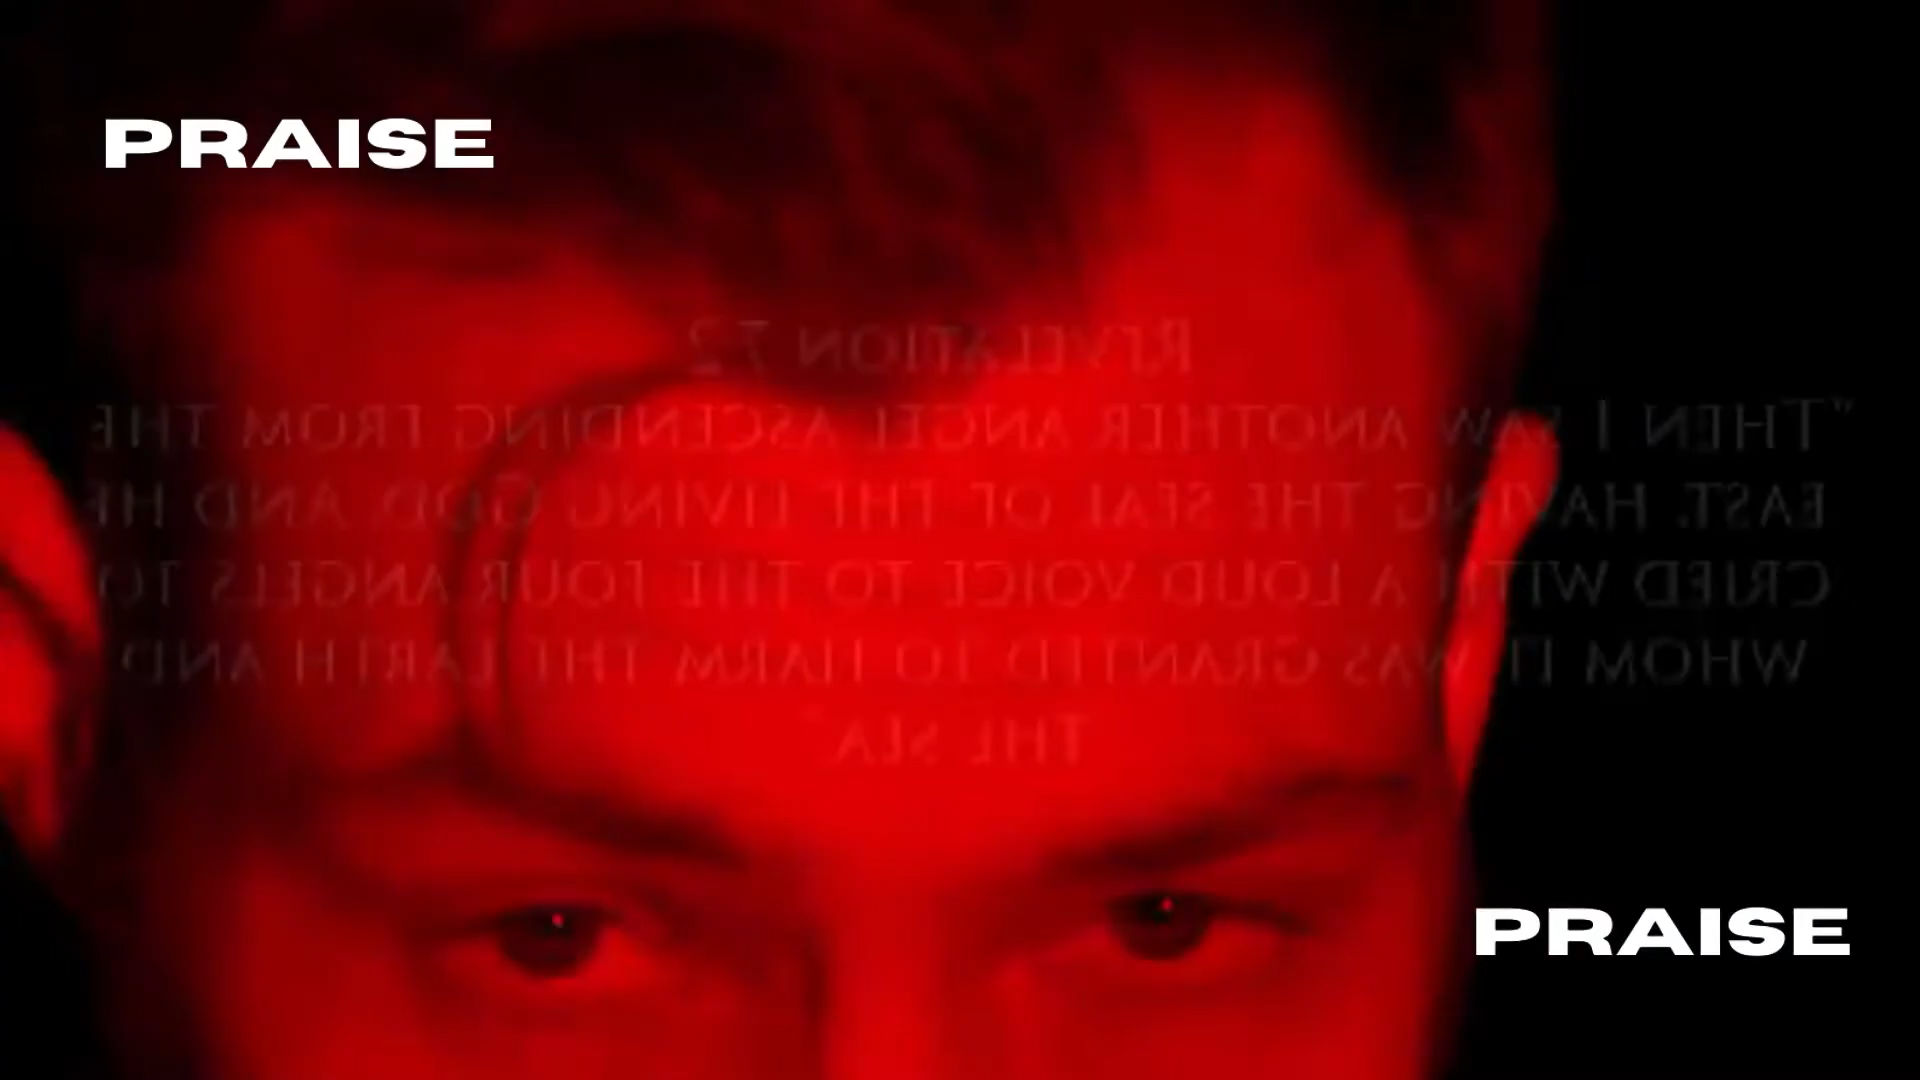 PRAISE
REVELATION 7:2
"THEN I SAW ANOTHER ANGEL ASCENDING FROM THE
EAST, HAVING THE SEAL OF THE LIVING GOD. AND HE
CRIED WITH A LOUD VOICE TO THE FOUR ANGELS TO
WHOM IT WAS GRANTED TO HARM THE EARTH AND
THE SEA"
PRAISE